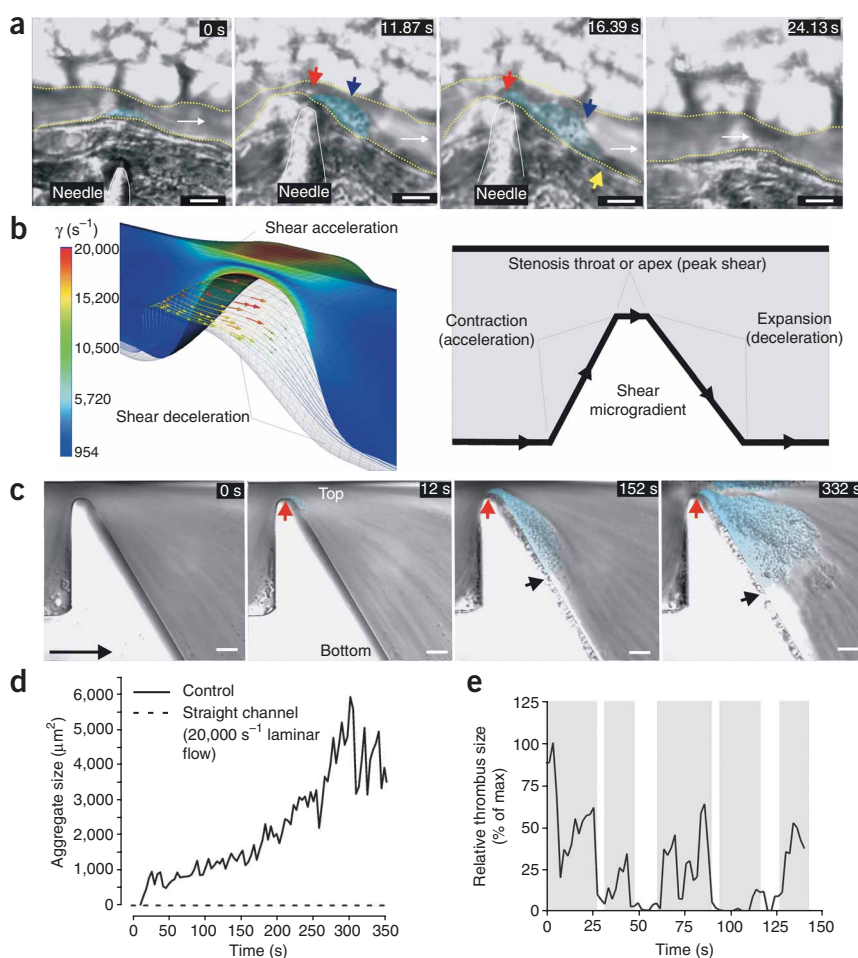 a
0 s
11.87 s
16.39 s
24.13 s
Needle
Needle
Needle
b
γ (s⁻¹)
20,000
15,200
10,500
5,720
954
Shear acceleration
Shear deceleration
Stenosis throat or apex (peak shear)
Contraction
(acceleration)
Expansion
(deceleration)
Shear
microgradient
c
0 s
12 s
152 s
332 s
Top
Bottom
d
Aggregate size (μm²)
6,000
5,000
4,000
3,000
2,000
1,000
0
Control
Straight channel
(20,000 s⁻¹ laminar
flow)
0 50 100 150 200 250 300 350
Time (s)
e
Relative thrombus size
(% of max)
125
100
75
50
25
0
0 25 50 75 100 125 150
Time (s)